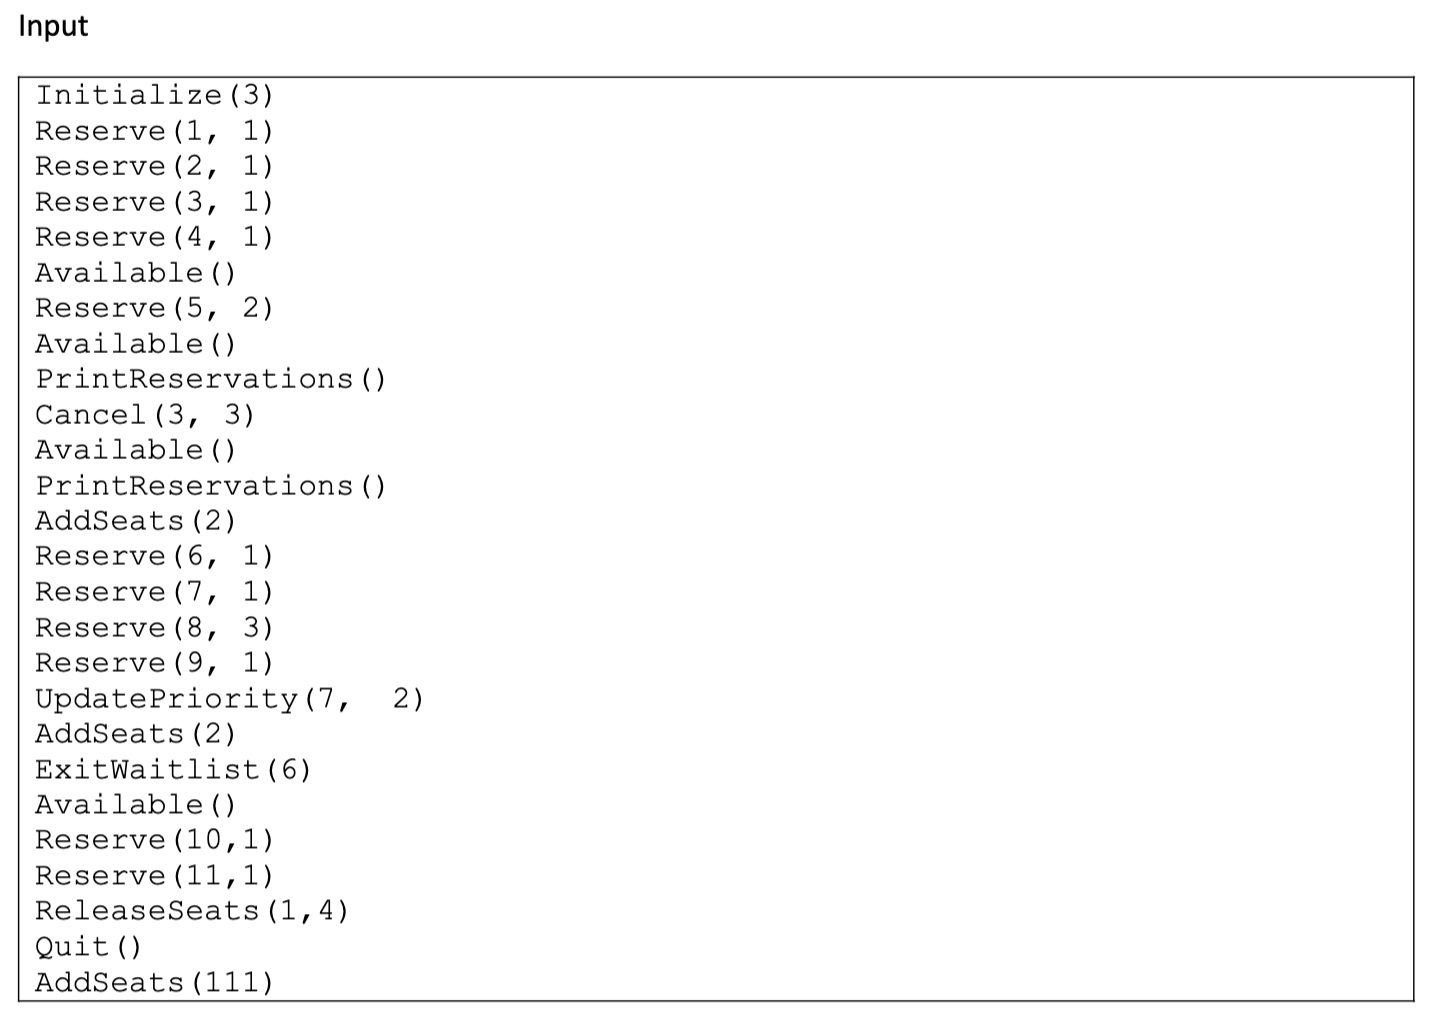 Input
Initialize(3)
Reserve(1, 1)
Reserve(2, 1)
Reserve(3, 1)
Reserve(4, 1)
Available()
Reserve(5, 2)
Available()
PrintReservations()
Cancel(3, 3)
Available()
PrintReservations()
AddSeats(2)
Reserve(6, 1)
Reserve(7, 1)
Reserve(8, 3)
Reserve(9, 1)
UpdatePriority(7,  2)
AddSeats(2)
ExitWaitlist(6)
Available()
Reserve(10,1)
Reserve(11,1)
ReleaseSeats(1,4)
Quit()
AddSeats(111)